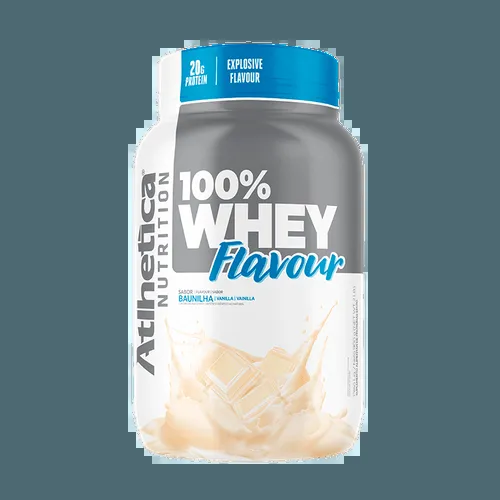 20G
PROTEIN
EXPLOSIVE
FLAVOUR
Atlhetica
NUTRITION
100%
WHEY
Flavour
SABOR
BAUNILHA | VANILLA | VAINILLA